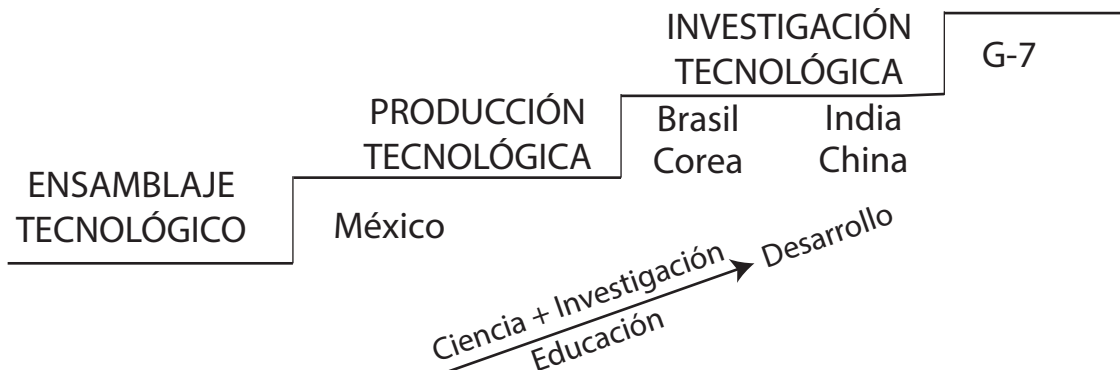 ENSAMBLAJE
TECNOLÓGICO
PRODUCCIÓN
TECNOLÓGICA
México
INVESTIGACIÓN
TECNOLÓGICA
Brasil India
Corea China
G-7
Ciencia + Investigación
Educación
Desarrollo